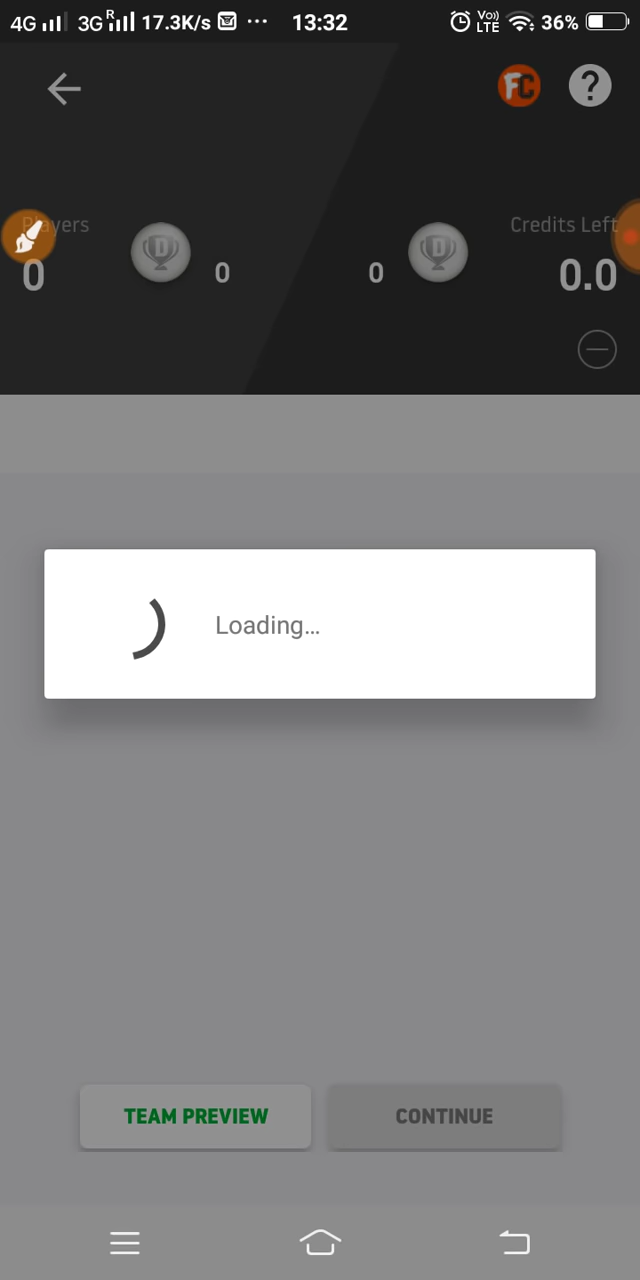 4G 3G R 17.3K/s ... 13:32 Vo) LTE 36%
FC ?
Players Credits Left
D D
0 0 0 0.0
Loading...
TEAM PREVIEW CONTINUE